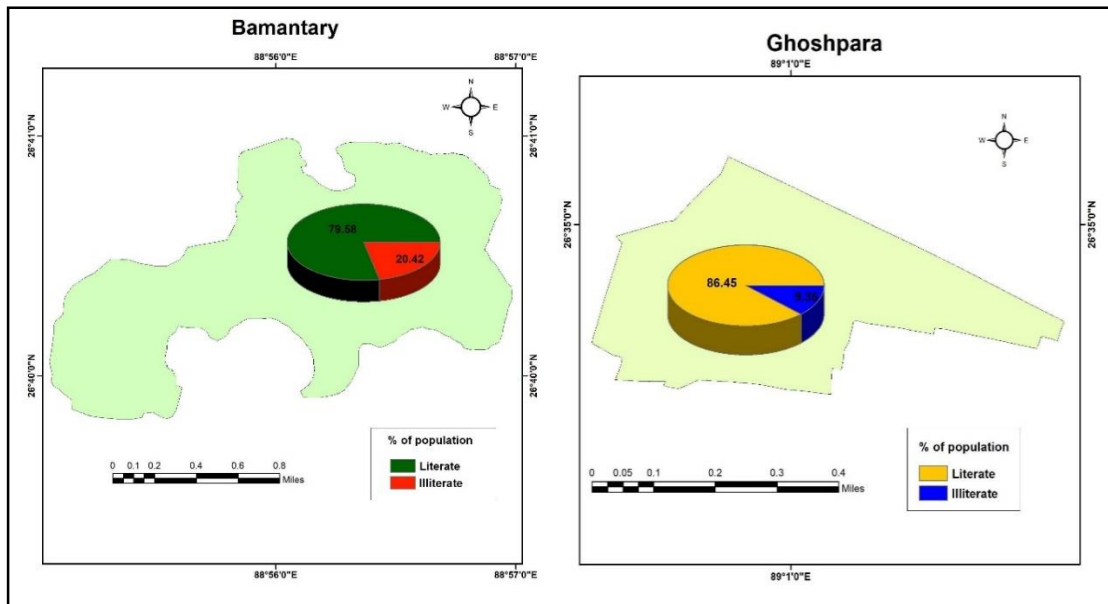 Bamantary
88°56'0"E
88°57'0"E
N
W
E
S
26°41'0"N
26°41'0"N
79.58
20.42
26°40'0"N
26°40'0"N
% of population
Literate
Illiterate
0 0.1 0.2 0.4 0.6 0.8
Miles
88°56'0"E
88°57'0"E
Ghoshpara
89°1'0"E
N
W
E
S
26°35'0"N
26°35'0"N
86.45
% of population
Literate
Illiterate
0 0.05 0.1 0.2 0.3 0.4
Miles
89°1'0"E